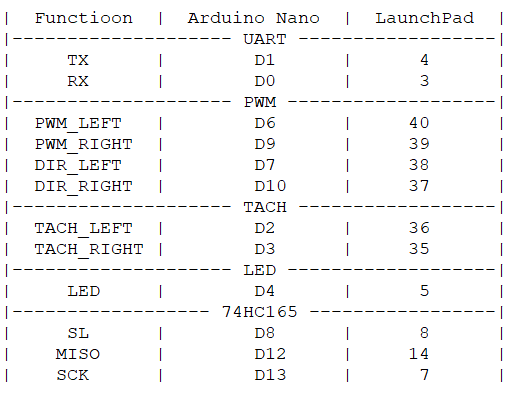 |  Functioon  |  Arduino Nano  |  LaunchPad  |
|-------------------- UART ------------------|
|     TX      |       D1       |      4      |
|     RX      |       D0       |      3      |
|-------------------- PWM -------------------|
|  PWM_LEFT   |       D6       |     40      |
|  PWM_RIGHT  |       D9       |     39      |
|  DIR_LEFT   |       D7       |     38      |
|  DIR_RIGHT  |       D10      |     37      |
|-------------------- TACH ------------------|
|  TACH_LEFT  |       D2       |     36      |
|  TACH_RIGHT |       D3       |     35      |
|-------------------- LED -------------------|
|     LED     |       D4       |      5      |
|------------------ 74HC165 -----------------|
|     SL      |       D8       |      8      |
|    MISO     |       D12      |     14      |
|    SCK      |       D13      |      7      |